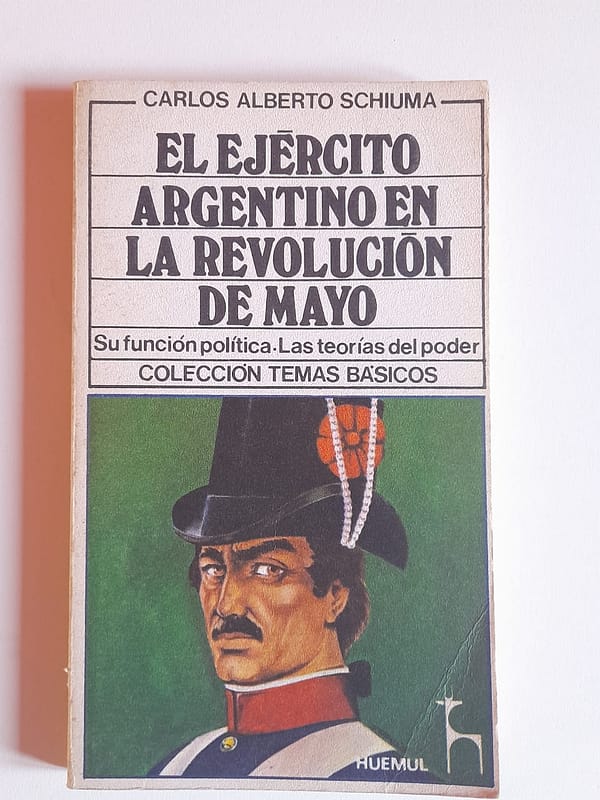 CARLOS ALBERTO SCHIUMA
EL EJÉRCITO
ARGENTINO EN
LA REVOLUCIÓN
DE MAYO
Su función política. Las teorías del poder
COLECCIÓN TEMAS BÁSICOS
HUEMUL